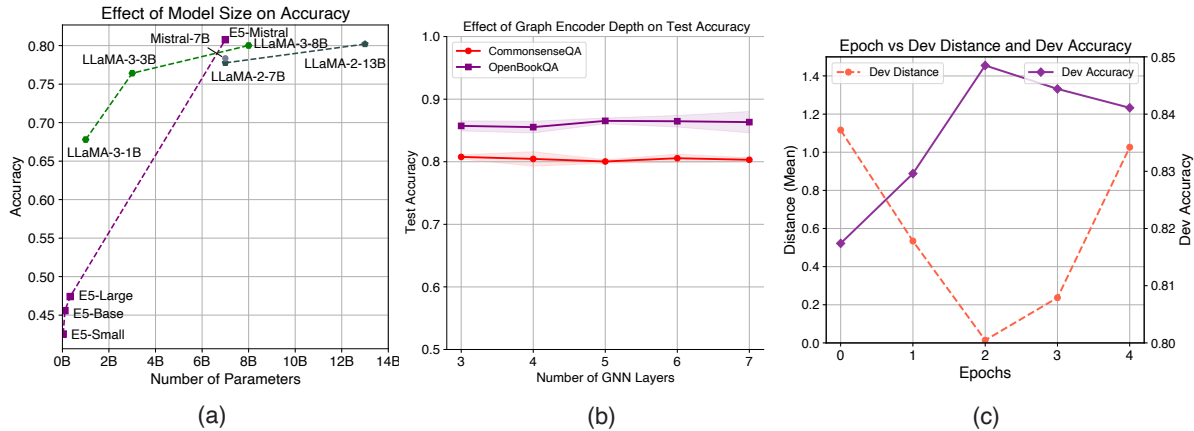 Effect of Model Size on Accuracy
Accuracy
0.80
0.75
0.70
0.65
0.60
0.55
0.50
0.45
E5-Mistral
Mistral-7B
LLaMA-3-8B
LLaMA-3-3B
LLaMA-2-7B
LLaMA-2-13B
LLaMA-3-1B
E5-Large
E5-Base
E5-Small
0B 2B 4B 6B 8B 10B 12B 14B
Number of Parameters
(a)
Effect of Graph Encoder Depth on Test Accuracy
Test Accuracy
1.0
0.9
0.8
0.7
0.6
0.5
CommonsenseQA
OpenBookQA
3 4 5 6 7
Number of GNN Layers
(b)
Epoch vs Dev Distance and Dev Accuracy
Distance (Mean)
1.4
1.2
1.0
0.8
0.6
0.4
0.2
0.0
Dev Distance
Dev Accuracy
0.85
0.84
0.83
0.82
0.81
0.80
Dev Accuracy
0 1 2 3 4
Epochs
(c)